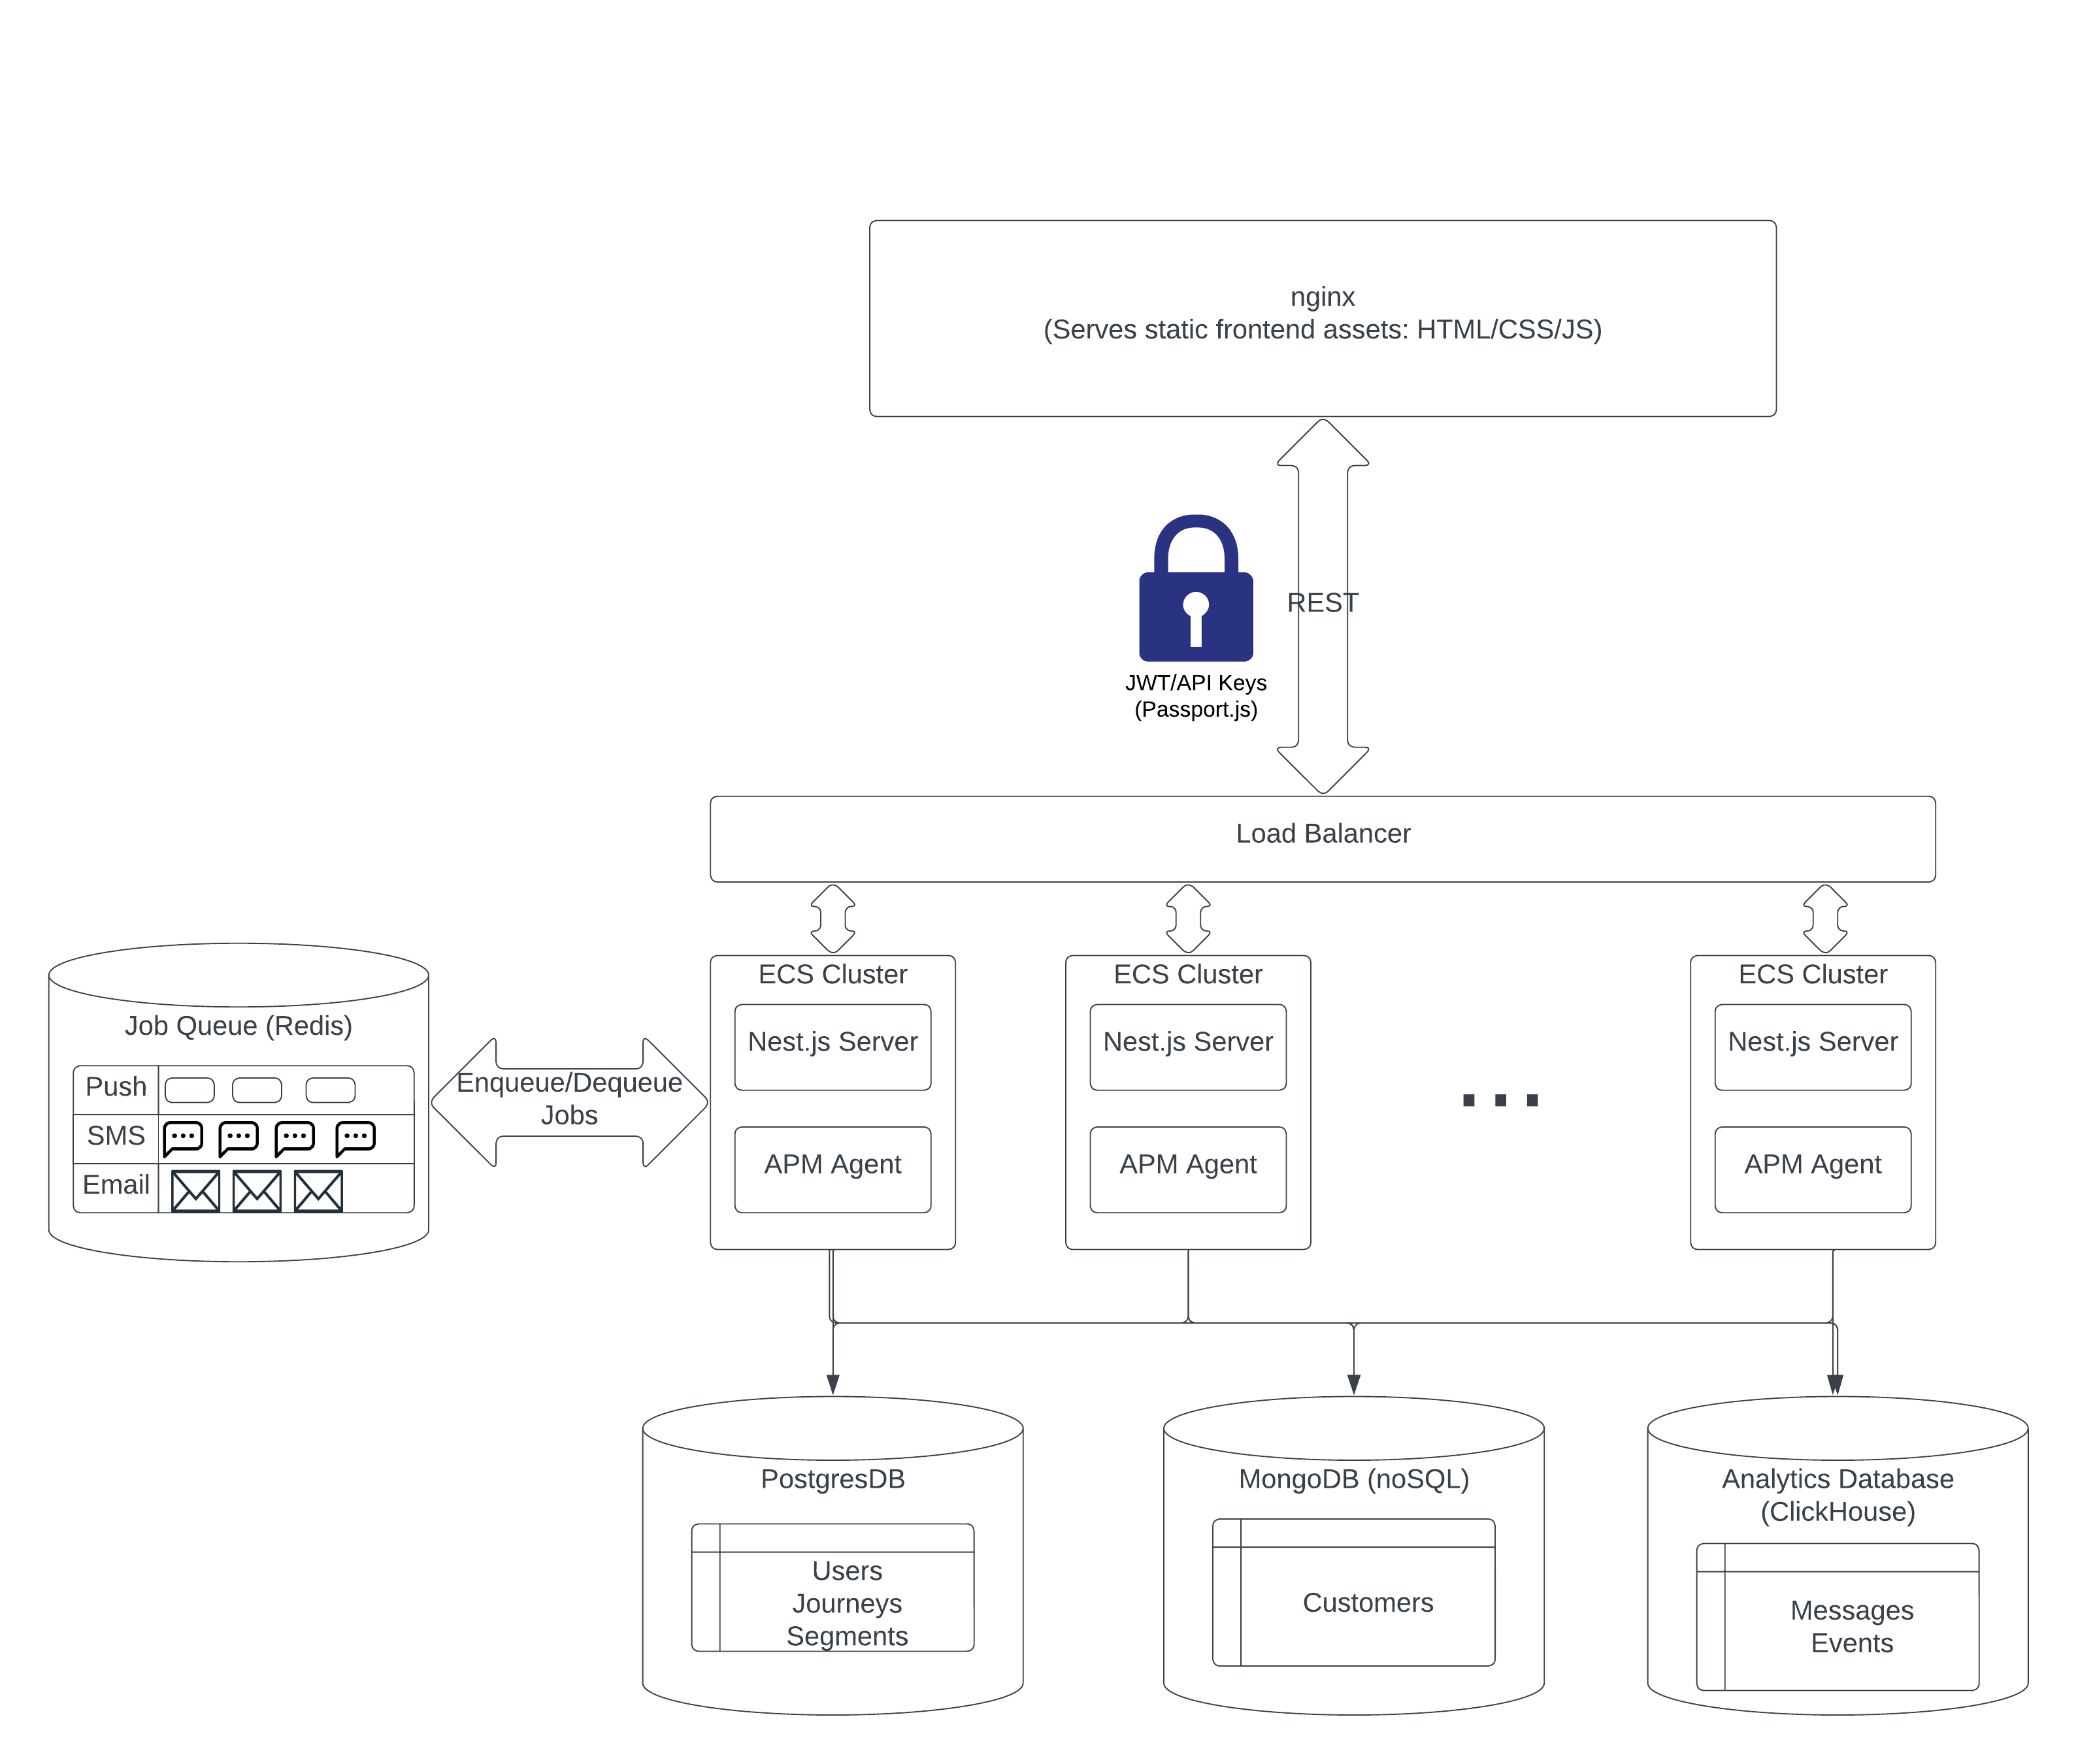 nginx
(Serves static frontend assets: HTML/CSS/JS)
REST
JWT/API Keys
(Passport.js)
Load Balancer
Job Queue (Redis)
Push
SMS
Email
Enqueue/Dequeue
Jobs
ECS Cluster
Nest.js Server
APM Agent
ECS Cluster
Nest.js Server
APM Agent
...
ECS Cluster
Nest.js Server
APM Agent
PostgresDB
Users
Journeys
Segments
MongoDB (noSQL)
Customers
Analytics Database
(ClickHouse)
Messages
Events